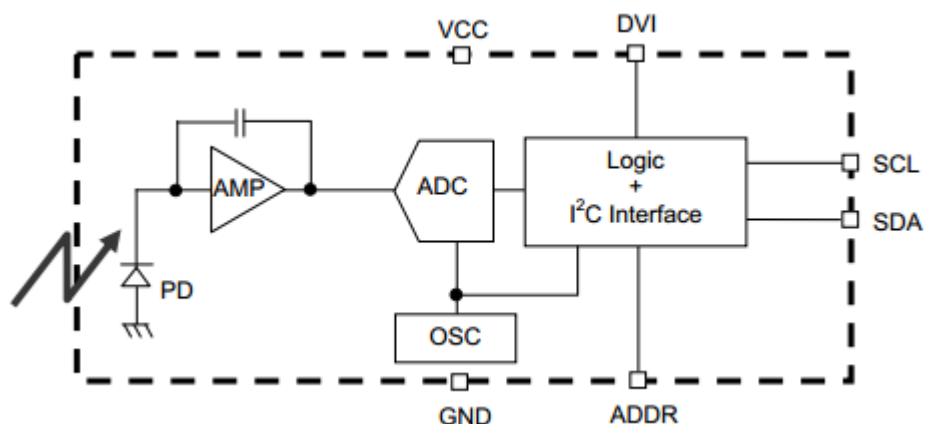 VCC
DVI
AMP
ADC
Logic
+
I²C Interface
SCL
SDA
PD
OSC
GND
ADDR